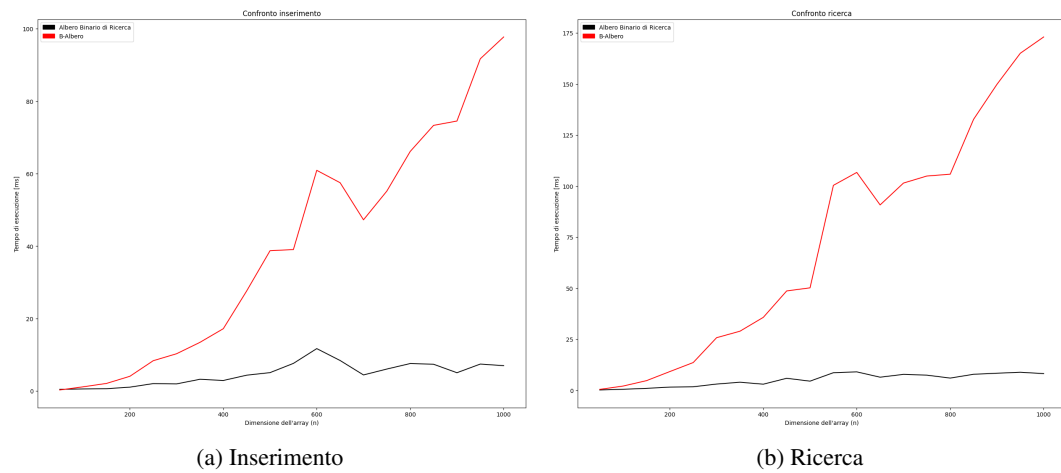 Confronto inserimento
Albero Binario di Ricerca
B-Albero
Tempo di esecuzione [ms]
100
80
60
40
20
0
200
400
600
800
1000
Dimensione dell'array (n)
(a) Inserimento
Confronto ricerca
Albero Binario di Ricerca
B-Albero
Tempo di esecuzione [ms]
175
150
125
100
75
50
25
0
200
400
600
800
1000
Dimensione dell'array (n)
(b) Ricerca